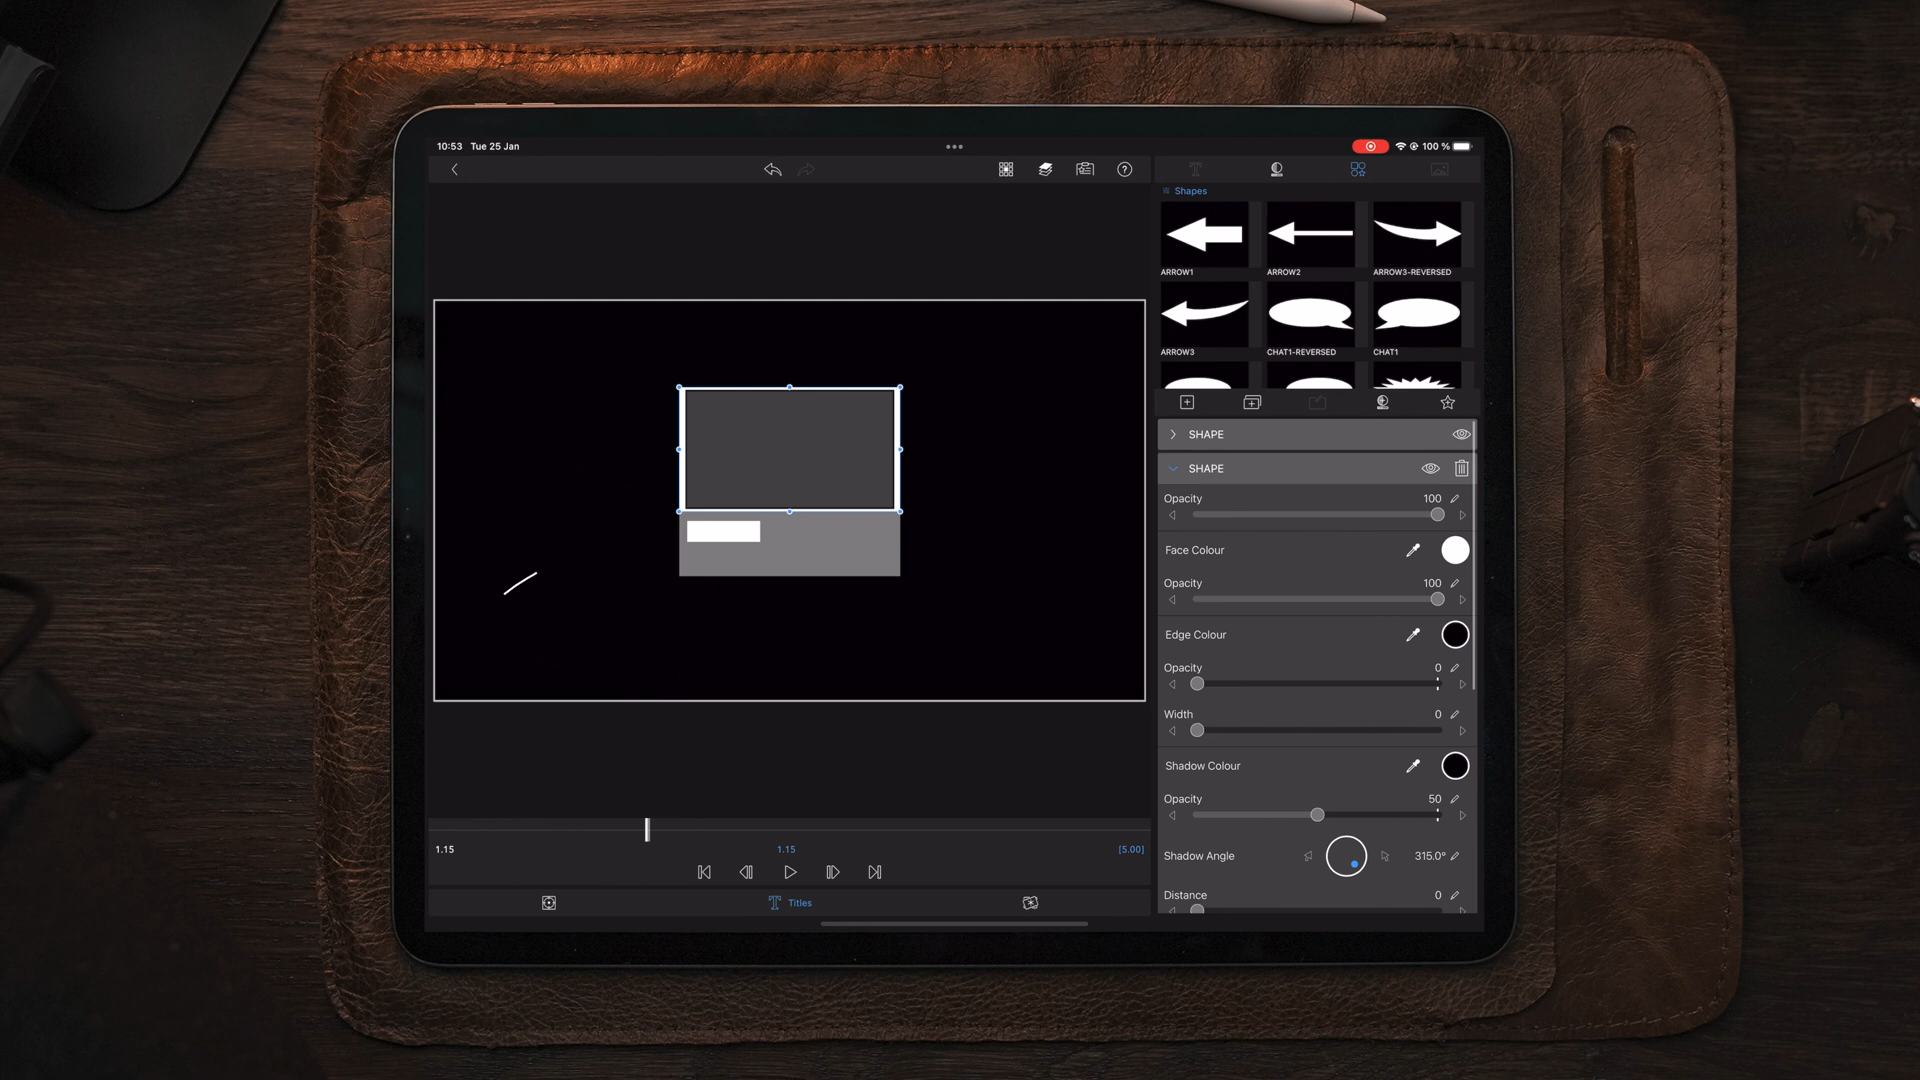 10:53 Tue 25 Jan
100 %
Shapes
ARROW1 ARROW2 ARROW3-REVERSED
ARROW3 CHAT1-REVERSED CHAT1
SHAPE
SHAPE
Opacity 100
Face Colour
Opacity 100
Edge Colour
Opacity 0
Width 0
Shadow Colour
Opacity 50
Shadow Angle 315.0°
Distance 0
1.15 1.15 [5.00]
Titles